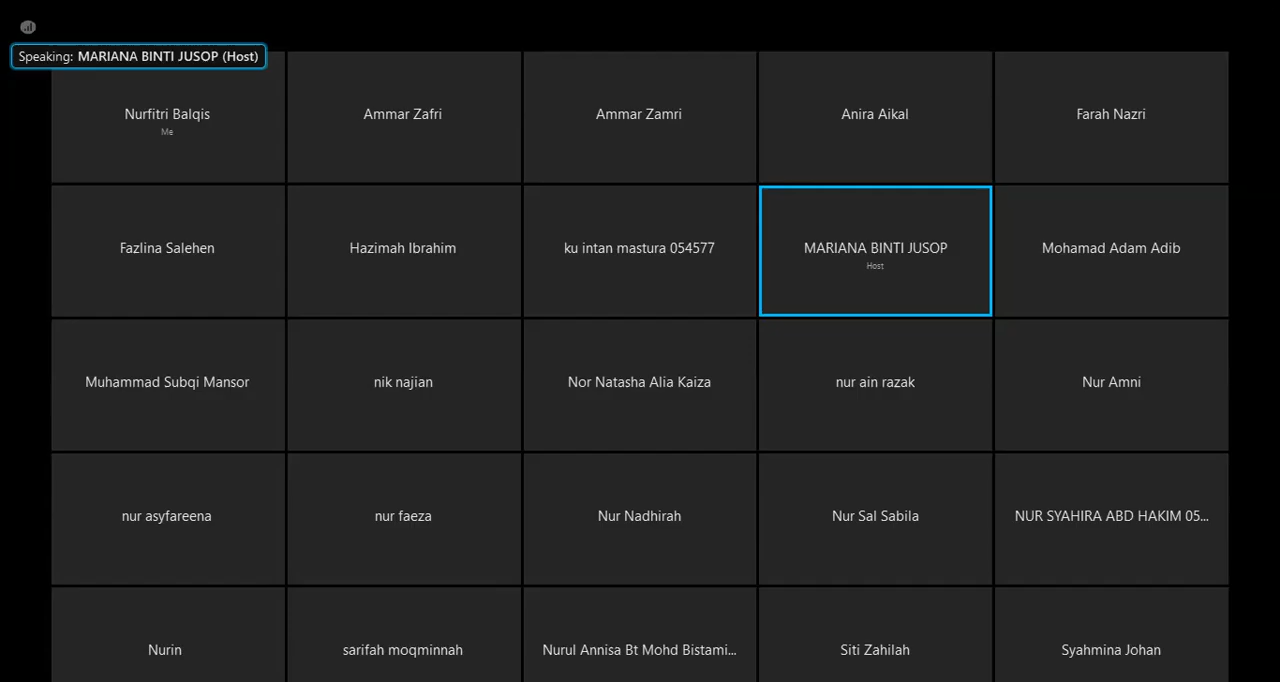 Speaking: MARIANA BINTI JUSOP (Host)
Nurfitri Balqis
Me
Ammar Zafri
Ammar Zamri
Anira Aikal
Farah Nazri
Fazlina Salehen
Hazimah Ibrahim
ku intan mastura 054577
MARIANA BINTI JUSOP
Host
Mohamad Adam Adib
Muhammad Subqi Mansor
nik najian
Nor Natasha Alia Kaiza
nur ain razak
Nur Amni
nur asyfareena
nur faeza
Nur Nadhirah
Nur Sal Sabila
NUR SYAHIRA ABD HAKIM 05...
Nurin
sarifah moqminnah
Nurul Annisa Bt Mohd Bistami...
Siti Zahilah
Syahmina Johan